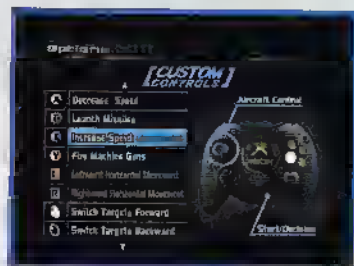 [CUSTOM
CONTROLS]
Decrease Speed
Aircraft Control
Launch Missiles
Increase Speed
Fire Machine Guns
Leftward Horizontal Movement
Rightward Horizontal Movement
Switch Targets Forward
Switch Targets Backward
Start/Decision